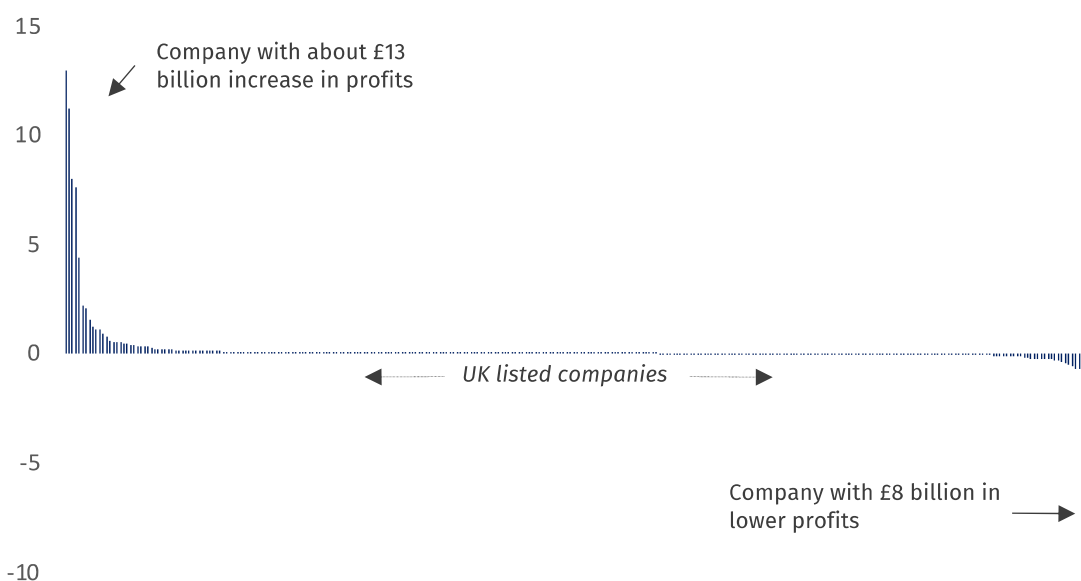 15
Company with about £13
billion increase in profits
10
5
0
UK listed companies
-5
Company with £8 billion in
lower profits
-10